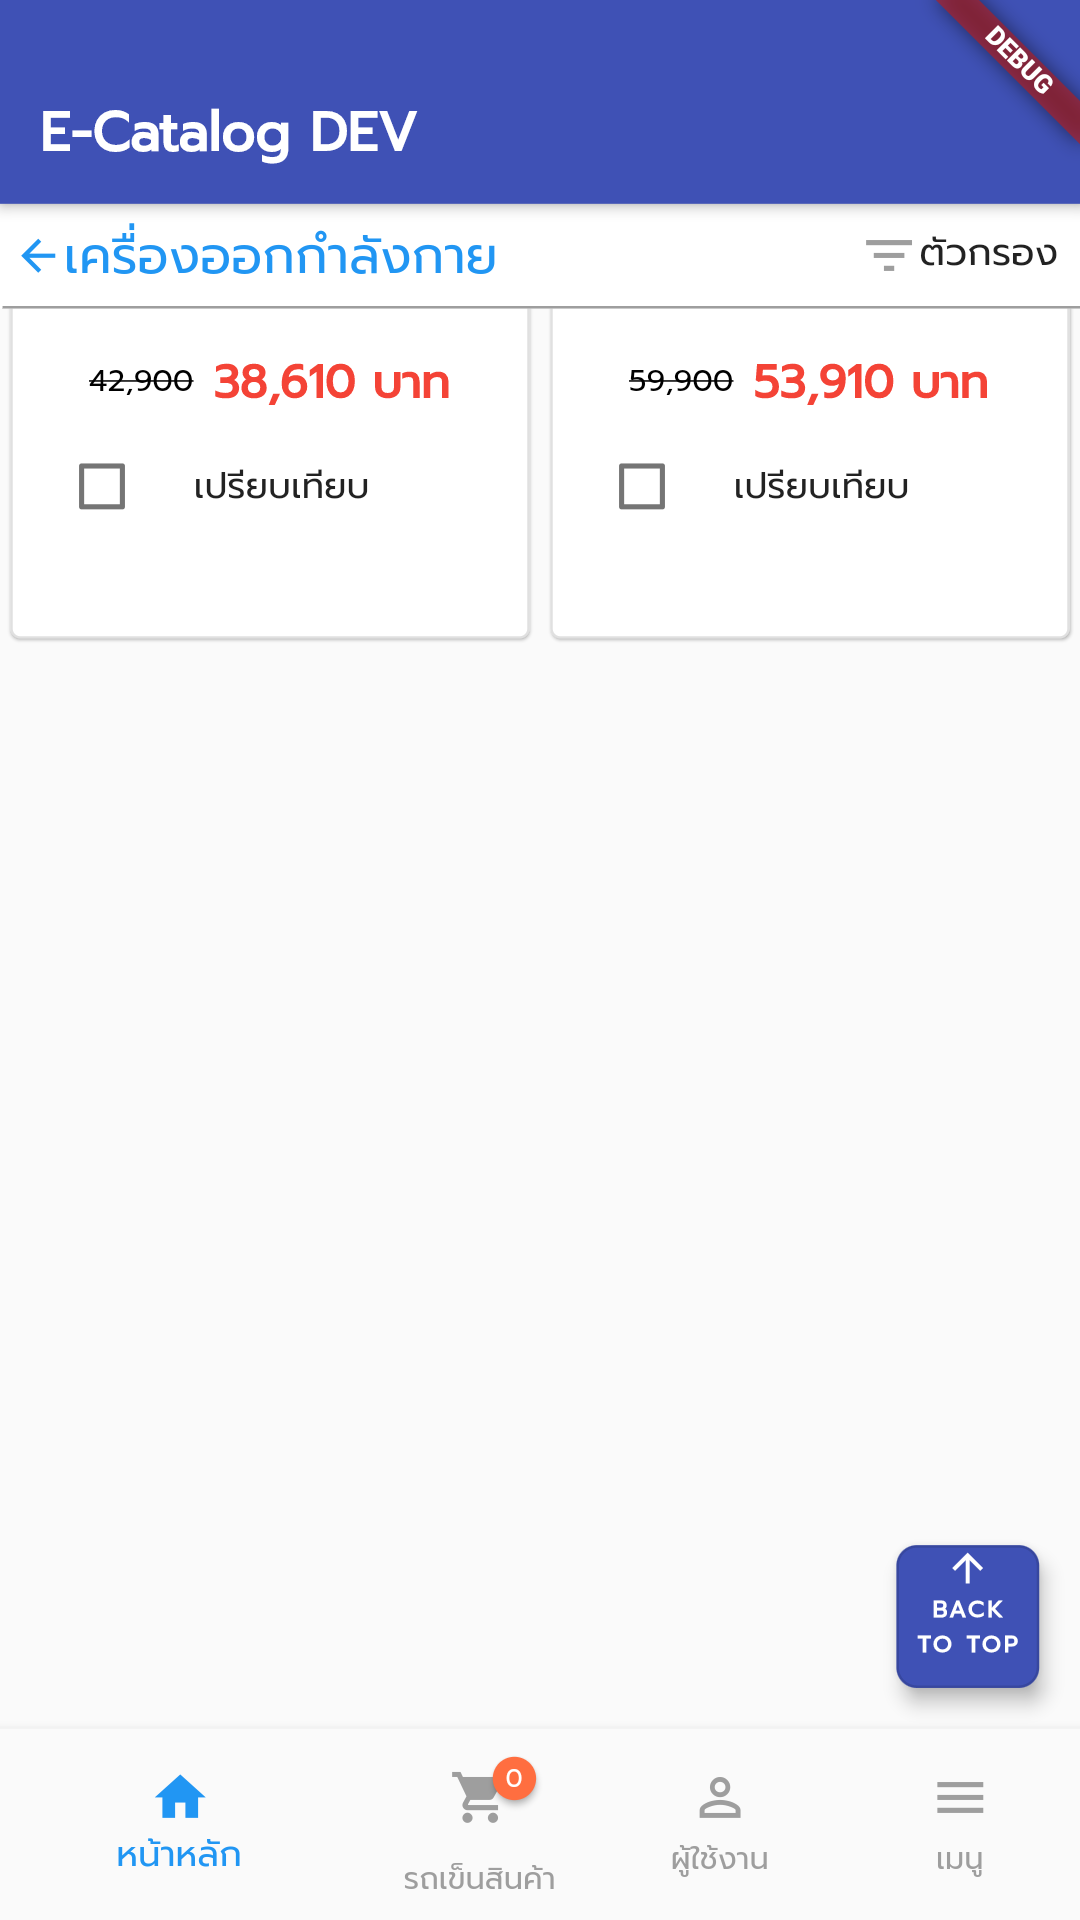 DEBUG
E-Catalog DEV
เครื่องออกกำลังกาย
ตัวกรอง
42,900 38,610 บาท
59,900 53,910 บาท
เปรียบเทียบ
เปรียบเทียบ
BACK
TO TOP
0
หน้าหลัก
รถเข็นสินค้า
ผู้ใช้งาน
เมนู